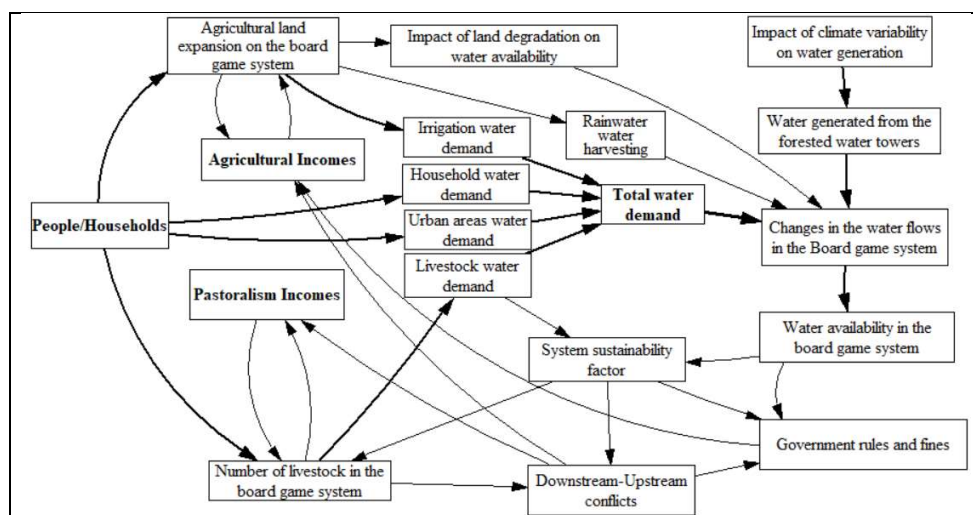 Agricultural land
expansion on the board
game system
Impact of land degradation on
water availability
Impact of climate variability
on water generation
Rainwater
water
harvesting
Water generated from the
forested water towers
Irrigation water
demand
Agricultural Incomes
Household water
demand
Total water
demand
People/Households
Urban areas water
demand
Changes in the water flows
in the Board game system
Livestock water
demand
Pastoralism Incomes
Water availability in the
board game system
System sustainability
factor
Government rules and fines
Number of livestock in the
board game system
Downstream-Upstream
conflicts